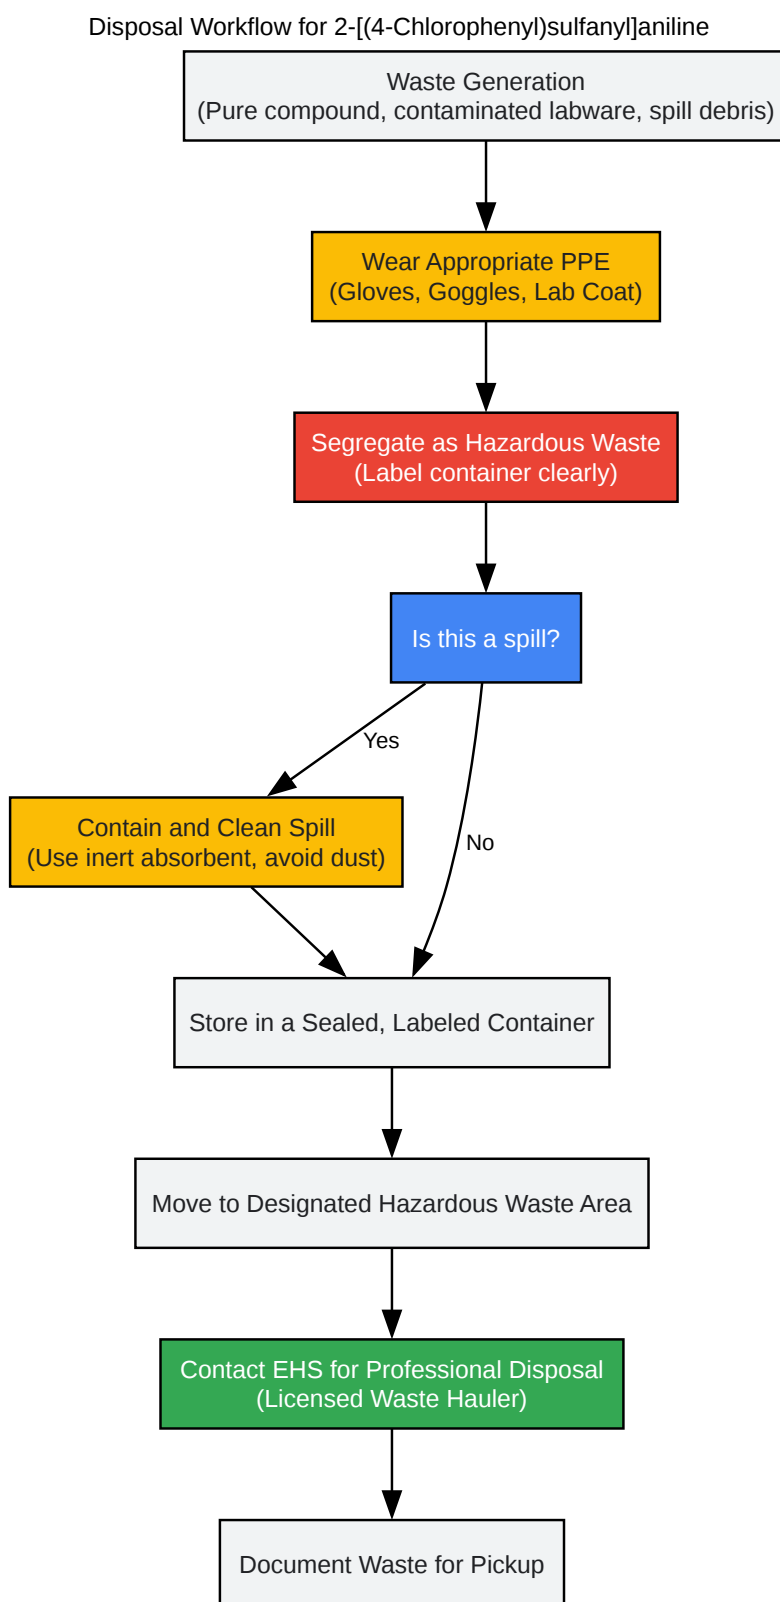 Disposal Workflow for 2-[(4-Chlorophenyl)sulfanyl]aniline
Waste Generation
(Pure compound, contaminated labware, spill debris)
Wear Appropriate PPE
(Gloves, Goggles, Lab Coat)
Segregate as Hazardous Waste
(Label container clearly)
Is this a spill?
Yes
Contain and Clean Spill
(Use inert absorbent, avoid dust)
No
Store in a Sealed, Labeled Container
Move to Designated Hazardous Waste Area
Contact EHS for Professional Disposal
(Licensed Waste Hauler)
Document Waste for Pickup